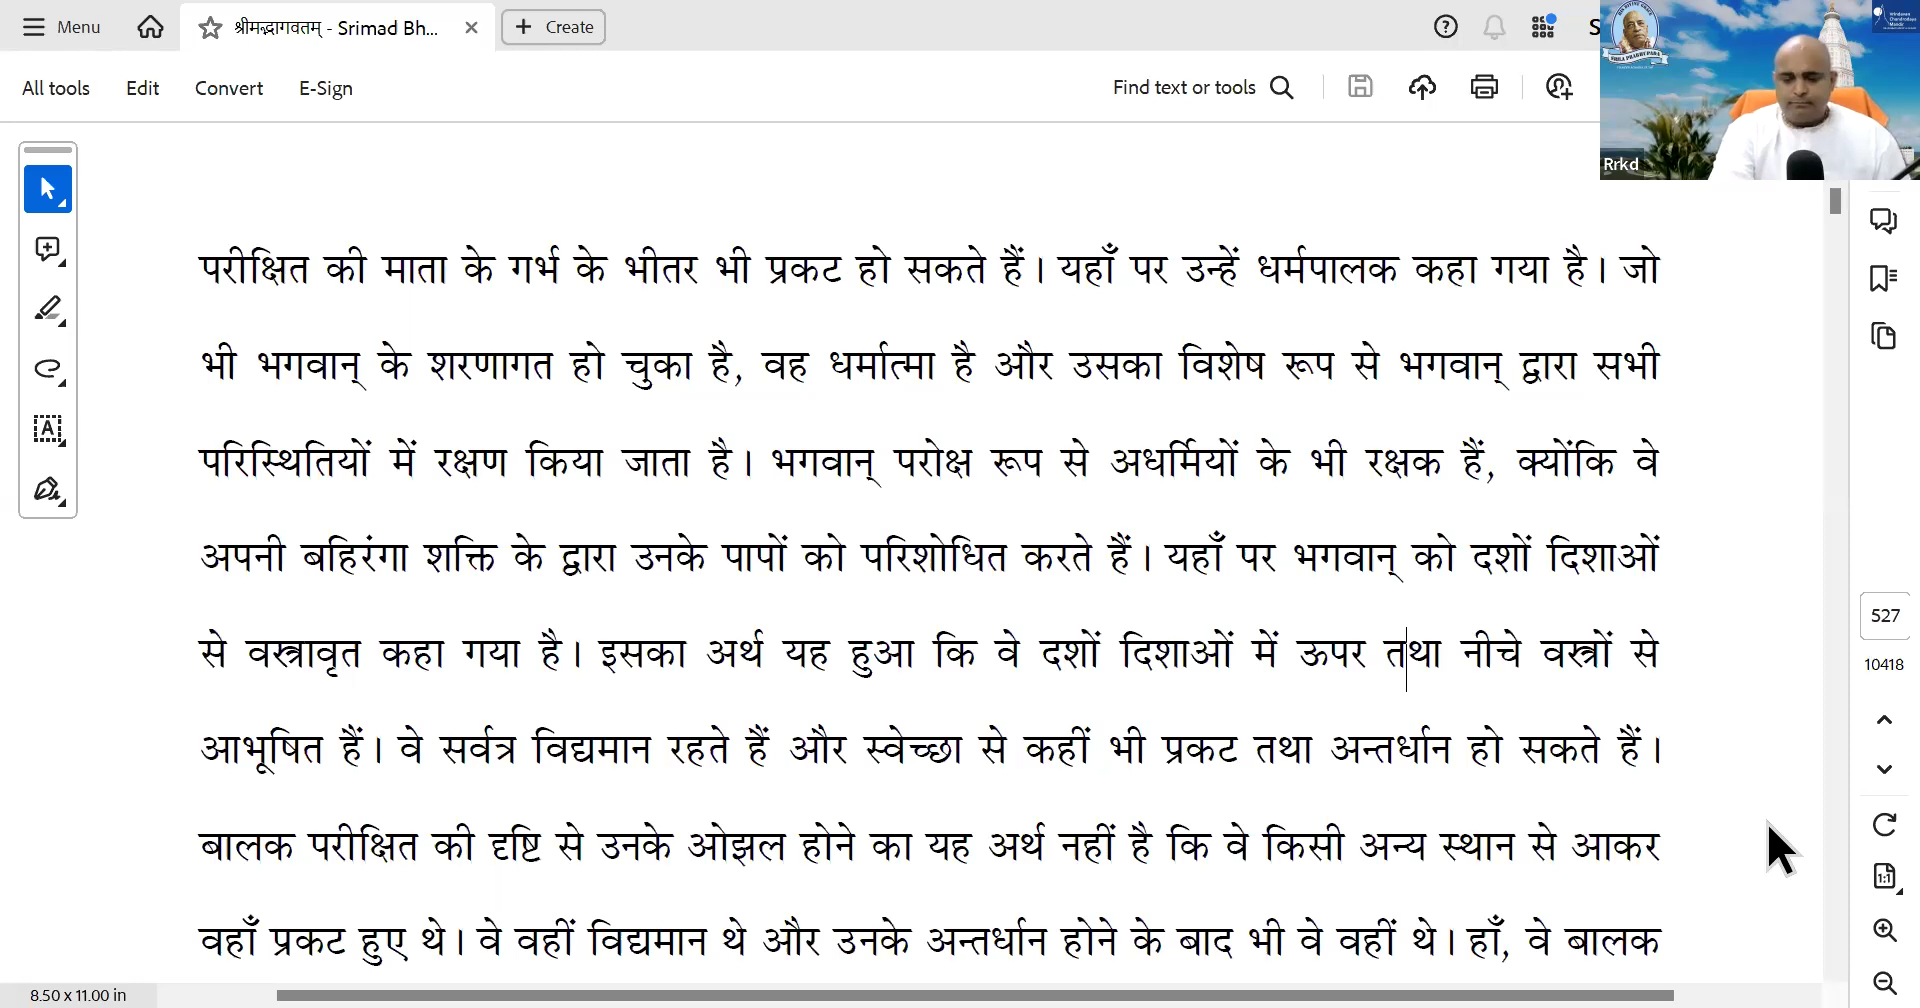 Menu
श्रीमद्भागवतम् - Srimad Bh...
Create
All tools
Edit
Convert
E-Sign
Find text or tools
S
Rrkd
SRILA PRABHUPADA
परीक्षित की माता के गर्भ के भीतर भी प्रकट हो सकते हैं। यहाँ पर उन्हें धर्मपालक कहा गया है। जो
भी भगवान् के शरणागत हो चुका है, वह धर्मात्मा है और उसका विशेष रूप से भगवान् द्वारा सभी
परिस्थितियों में रक्षण किया जाता है। भगवान् परोक्ष रूप से अधर्मियों के भी रक्षक हैं, क्योंकि वे
अपनी बहिरंगा शक्ति के द्वारा उनके पापों को परिशोधित करते हैं। यहाँ पर भगवान् को दशों दिशाओं
से वस्त्रावृत कहा गया है। इसका अर्थ यह हुआ कि वे दशों दिशाओं में ऊपर तथा नीचे वस्त्रों से
आभूषित हैं। वे सर्वत्र विद्यमान रहते हैं और स्वेच्छा से कहीं भी प्रकट तथा अन्तर्धान हो सकते हैं।
बालक परीक्षित की दृष्टि से उनके ओझल होने का यह अर्थ नहीं है कि वे किसी अन्य स्थान से आकर
वहाँ प्रकट हुए थे। वे वहीं विद्यमान थे और उनके अन्तर्धान होने के बाद भी वे वहीं थे। हाँ, वे बालक
527
10418
8.50 x 11.00 in